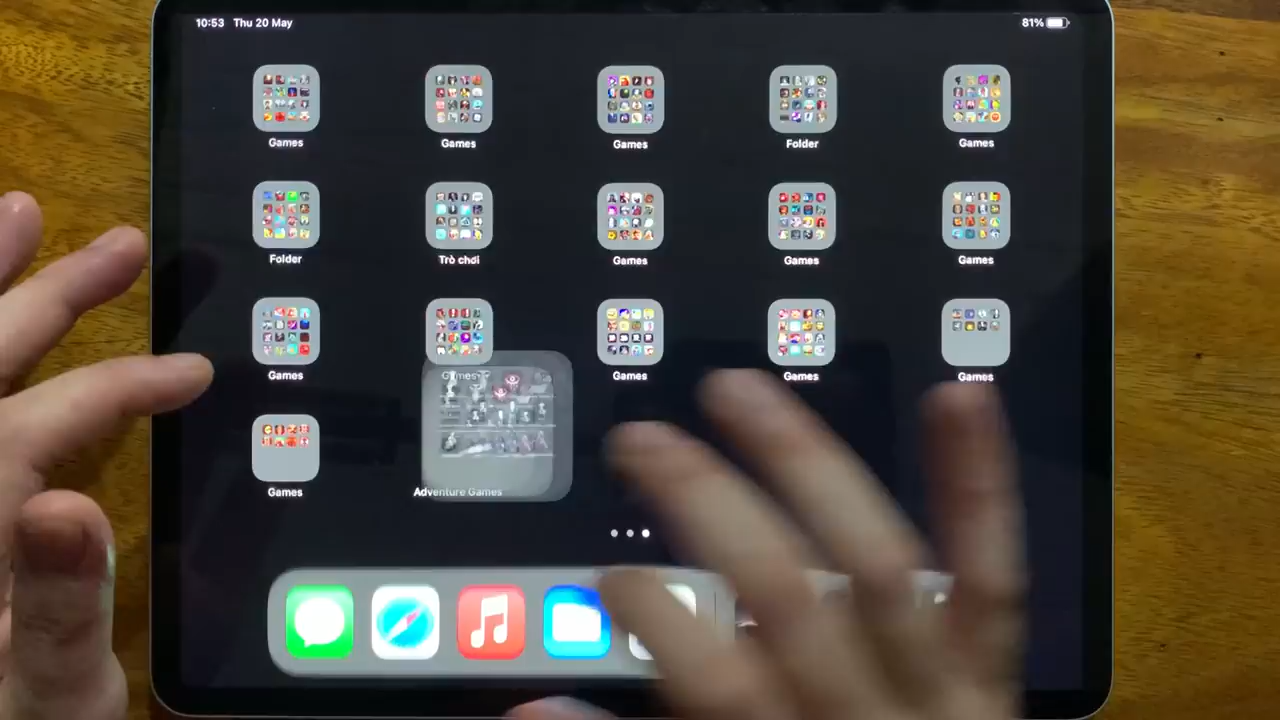 10:53 Thu 20 May 81%
Games Games Games Folder Games
Folder Trò chơi Games Games Games
Games Games Games Games Games
Games Adventure Games